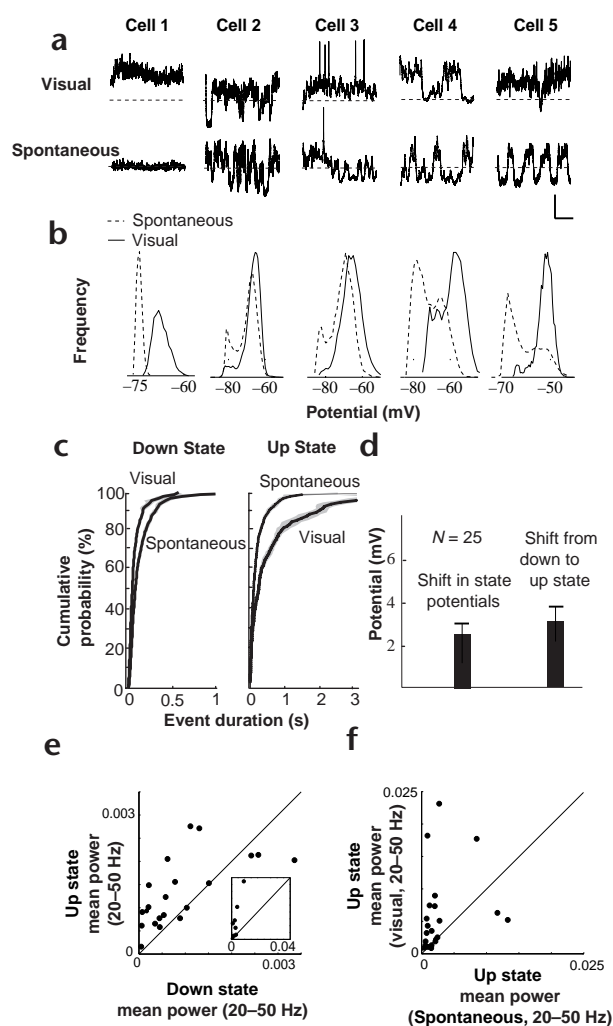 a
Cell 1 Cell 2 Cell 3 Cell 4 Cell 5
Visual
Spontaneous
b
Spontaneous
Visual
Frequency
–75 –60 –80 –60 –80 –60 –80 –60 –70 –50
Potential (mV)
c
Down State Up State
Cumulative
probability (%)
100
80
60
40
20
0
Visual
Spontaneous
0 0.5 1
Spontaneous
Visual
0 1 2 3
Event duration (s)
d
Potential (mV)
6
4
2
N = 25
Shift in state
potentials
Shift from
down to
up state
e
Up state
mean power
(20–50 Hz)
0.003
0
0 0.04
0 0.003
Down state
mean power (20–50 Hz)
f
Up state
mean power
(visual, 20–50 Hz)
0.025
0
0 0.025
Up state
mean power
(Spontaneous, 20–50 Hz)